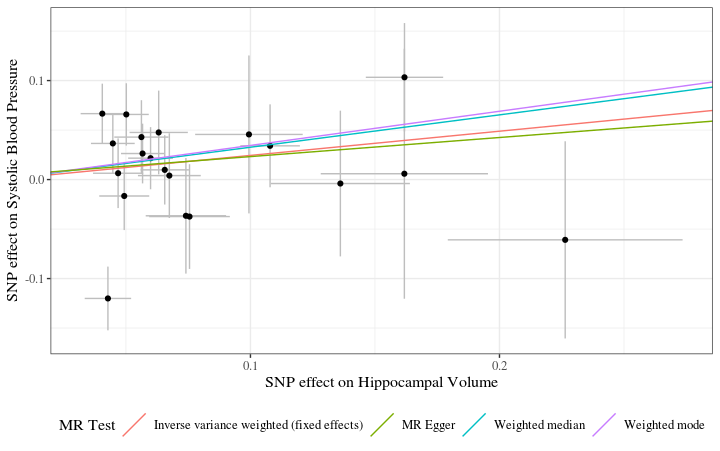 SNP effect on Systolic Blood Pressure
0.1
0.0
-0.1
0.1
0.2
SNP effect on Hippocampal Volume
MR Test
Inverse variance weighted (fixed effects)
MR Egger
Weighted median
Weighted mode